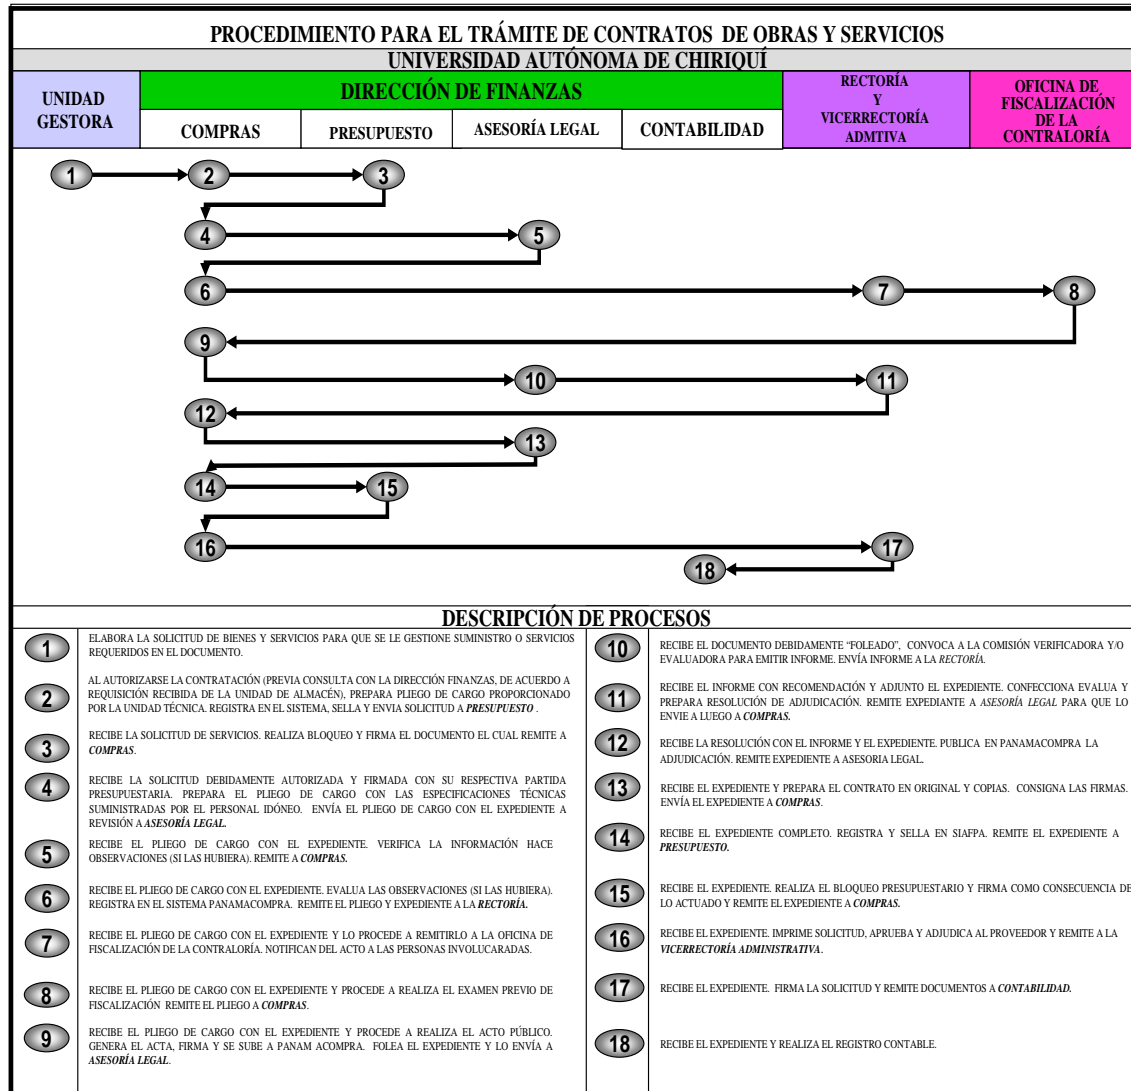 PROCEDIMIENTO PARA EL TRÁMITE DE CONTRATOS DE OBRAS Y SERVICIOS
UNIVERSIDAD AUTÓNOMA DE CHIRIQUÍ
UNIDAD
GESTORA
DIRECCIÓN DE FINANZAS
COMPRAS
PRESUPUESTO
ASESORÍA LEGAL
CONTABILIDAD
RECTORÍA
Y
VICERRECTORÍA
ADMTIVA
OFICINA DE
FISCALIZACIÓN
DE LA
CONTRALORÍA
1
2
3
4
5
6
7
8
9
10
11
12
13
14
15
16
17
18
DESCRIPCIÓN DE PROCESOS
1
ELABORA LA SOLICITUD DE BIENES Y SERVICIOS PARA QUE SE LE GESTIONE SUMINISTRO O SERVICIOS
REQUERIDOS EN EL DOCUMENTO.
2
AL AUTORIZARSE LA CONTRATACIÓN (PREVIA CONSULTA CON LA DIRECCIÓN FINANZAS, DE ACUERDO A
REQUISICIÓN RECIBIDA DE LA UNIDAD DE ALMACÉN), PREPARA PLIEGO DE CARGO PROPORCIONADO
POR LA UNIDAD TÉCNICA. REGISTRA EN EL SISTEMA, SELLA Y ENVIA SOLICITUD A PRESUPUESTO .
3
RECIBE LA SOLICITUD DE SERVICIOS. REALIZA BLOQUEO Y FIRMA EL DOCUMENTO EL CUAL REMITE A
COMPRAS.
4
RECIBE LA SOLICITUD DEBIDAMENTE AUTORIZADA Y FIRMADA CON SU RESPECTIVA PARTIDA
PRESUPUESTARIA. PREPARA EL PLIEGO DE CARGO CON LAS ESPECIFICACIONES TÉCNICAS
SUMINISTRADAS POR EL PERSONAL IDÓNEO. ENVÍA EL PLIEGO DE CARGO CON EL EXPEDIENTE A
REVISIÓN A ASESORÍA LEGAL.
5
RECIBE EL PLIEGO DE CARGO CON EL EXPEDIENTE. VERIFICA LA INFORMACIÓN HACE
OBSERVACIONES (SI LAS HUBIERA). REMITE A COMPRAS.
6
RECIBE EL PLIEGO DE CARGO CON EL EXPEDIENTE. EVALUA LAS OBSERVACIONES (SI LAS HUBIERA).
REGISTRA EN EL SISTEMA PANAMACOMPRA. REMITE EL PLIEGO Y EXPEDIENTE A LA RECTORÍA.
7
RECIBE EL PLIEGO DE CARGO CON EL EXPEDIENTE Y LO PROCEDE A REMITIRLO A LA OFICINA DE
FISCALIZACIÓN DE LA CONTRALORÍA. NOTIFICAN DEL ACTO A LAS PERSONAS INVOLUCARADAS.
8
RECIBE EL PLIEGO DE CARGO CON EL EXPEDIENTE Y PROCEDE A REALIZA EL EXAMEN PREVIO DE
FISCALIZACIÓN REMITE EL PLIEGO A COMPRAS.
9
RECIBE EL PLIEGO DE CARGO CON EL EXPEDIENTE Y PROCEDE A REALIZA EL ACTO PÚBLICO.
GENERA EL ACTA, FIRMA Y SE SUBE A PANAM ACOMPRA. FOLEA EL EXPEDIENTE Y LO ENVÍA A
ASESORÍA LEGAL.
10
RECIBE EL DOCUMENTO DEBIDAMENTE “FOLEADO”, CONVOCA A LA COMISIÓN VERIFICADORA Y/O
EVALUADORA PARA EMITIR INFORME. ENVÍA INFORME A LA RECTORÍA.
11
RECIBE EL INFORME CON RECOMENDACIÓN Y ADJUNTO EL EXPEDIENTE. CONFECCIONA EVALUA Y
PREPARA RESOLUCIÓN DE ADJUDICACIÓN. REMITE EXPEDIANTE A ASESORÍA LEGAL PARA QUE LO
ENVIE A LUEGO A COMPRAS.
12
RECIBE LA RESOLUCIÓN CON EL INFORME Y EL EXPEDIENTE. PUBLICA EN PANAMACOMPRA LA
ADJUDICACIÓN. REMITE EXPEDIENTE A ASESORIA LEGAL.
13
RECIBE EL EXPEDIENTE Y PREPARA EL CONTRATO EN ORIGINAL Y COPIAS. CONSIGNA LAS FIRMAS.
ENVÍA EL EXPEDIENTE A COMPRAS.
14
RECIBE EL EXPEDIENTE COMPLETO. REGISTRA Y SELLA EN SIAFPA. REMITE EL EXPEDIENTE A
PRESUPUESTO.
15
RECIBE EL EXPEDIENTE. REALIZA EL BLOQUEO PRESUPUESTARIO Y FIRMA COMO CONSECUENCIA DE
LO ACTUADO Y REMITE EL EXPEDIENTE A COMPRAS.
16
RECIBE EL EXPEDIENTE. IMPRIME SOLICITUD, APRUEBA Y ADJUDICA AL PROVEEDOR Y REMITE A LA
VICERRECTORÍA ADMINISTRATIVA.
17
RECIBE EL EXPEDIENTE. FIRMA LA SOLICITUD Y REMITE DOCUMENTOS A CONTABILIDAD.
18
RECIBE EL EXPEDIENTE Y REALIZA EL REGISTRO CONTABLE.